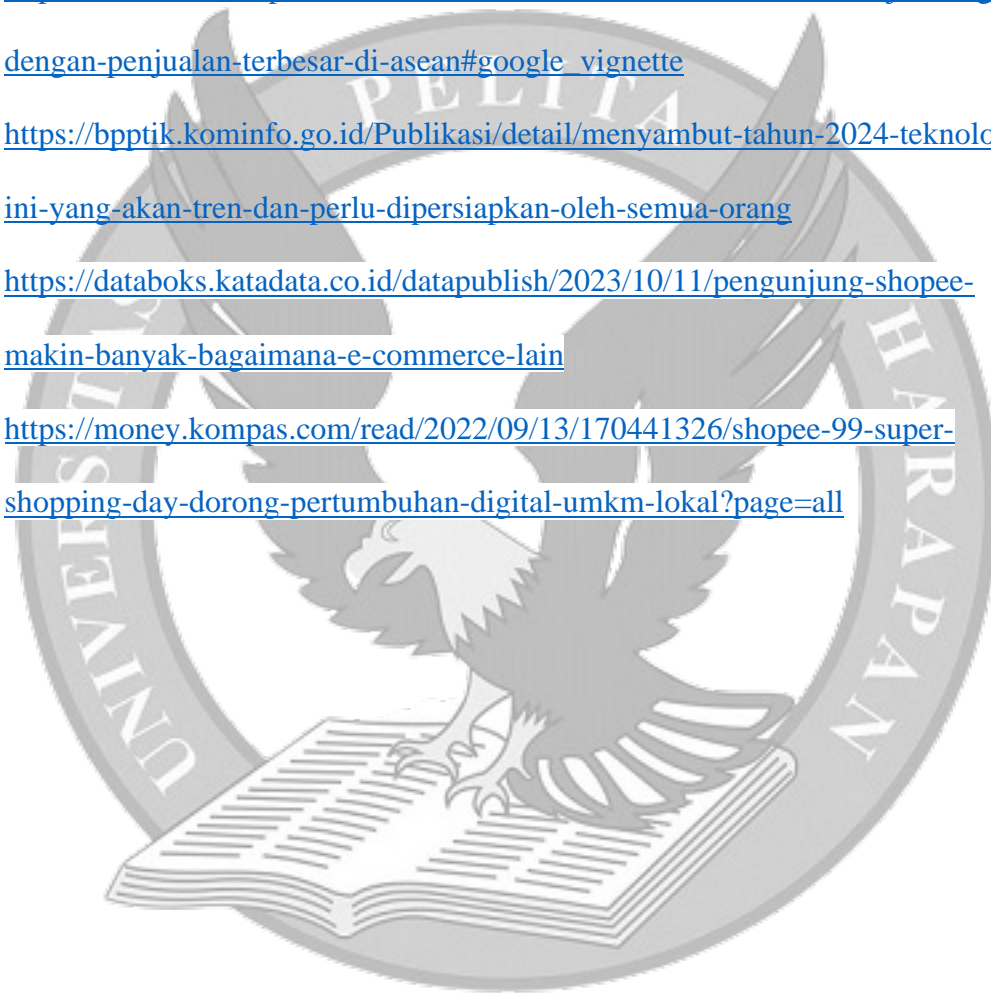 dengan-penjualan-terbesar-di-asean#google_vignette
https://bpptik.kominfo.go.id/Publikasi/detail/menyambut-tahun-2024-teknolo
ini-yang-akan-tren-dan-perlu-dipersiapkan-oleh-semua-orang
https://databoks.katadata.co.id/datapublish/2023/10/11/pengunjung-shopee-
makin-banyak-bagaimana-e-commerce-lain
https://money.kompas.com/read/2022/09/13/170441326/shopee-99-super-
shopping-day-dorong-pertumbuhan-digital-umkm-lokal?page=all
UNIVERSITAS PELITA HARAPAN